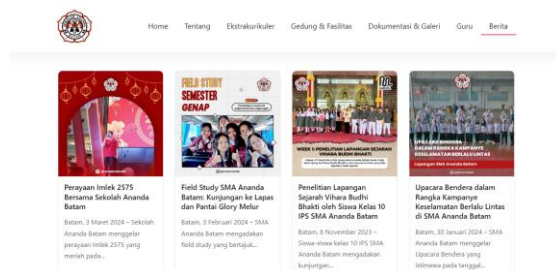 Home Tentang Ekstrakurikuler Gedung & Fasilitas Dokumentasi & Galeri Guru Berita
FIELD STUDY
SEMESTER
GENAP
WEEK 1: PENELITIAN LAPANGAN SEJARAH
VIHARA BUDHI BHAKTI
UPACARA BENDERA
DALAM RANGKA KAMPANYE
KESELAMATAN BERLALU LINTAS
Lapangan SMA Ananda Batam
Perayaan Imlek 2575
Bersama Sekolah Ananda
Batam
Batam, 3 Maret 2024 – Sekolah
Ananda Batam menggelar
perayaan Imlek 2575 yang
meriah pada...
Field Study SMA Ananda
Batam: Kunjungan ke Lapas
dan Pantai Glory Melur
Batam, 3 Februari 2024 – SMA
Ananda Batam mengadakan
field study yang bertajuk...
Penelitian Lapangan
Sejarah Vihara Budhi
Bhakti oleh Siswa Kelas 10
IPS SMA Ananda Batam
Batam, 8 November 2023 –
Siswa-siswa kelas 10 IPS SMA
Ananda Batam mengadakan
kunjungan...
Upacara Bendera dalam
Rangka Kampanye
Keselamatan Berlalu Lintas
di SMA Ananda Batam
Batam, 30 Januari 2024 – SMA
Ananda Batam menggelar
Upacara Bendera yang
istimewa pada tanggal...